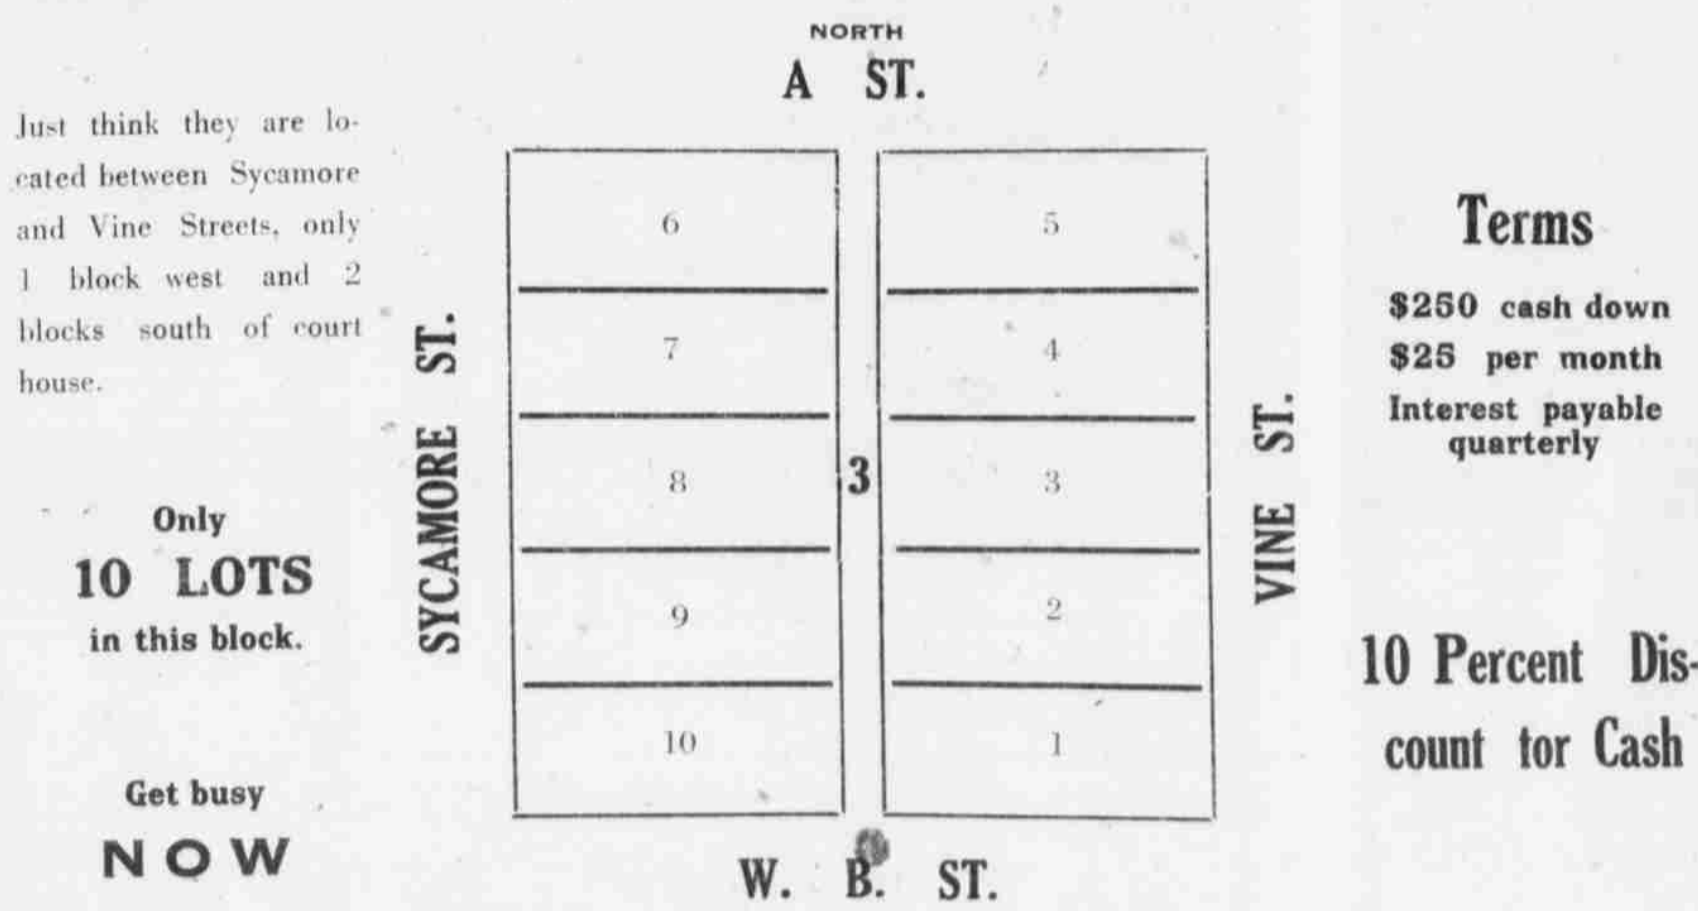 NORTH
A ST.
Just think they are lo-
cated between Sycamore
and Vine Streets, only
1 block west and 2
blocks south of court
house.
Only
10 LOTS
in this block.
Get busy
NOW
SYCAMORE ST.
6
7
8
9
10
3
5
4
3
2
1
VINE ST.
W. B. ST.
Terms
$250 cash down
$25 per month
Interest payable
quarterly
10 Percent Dis-
count for Cash